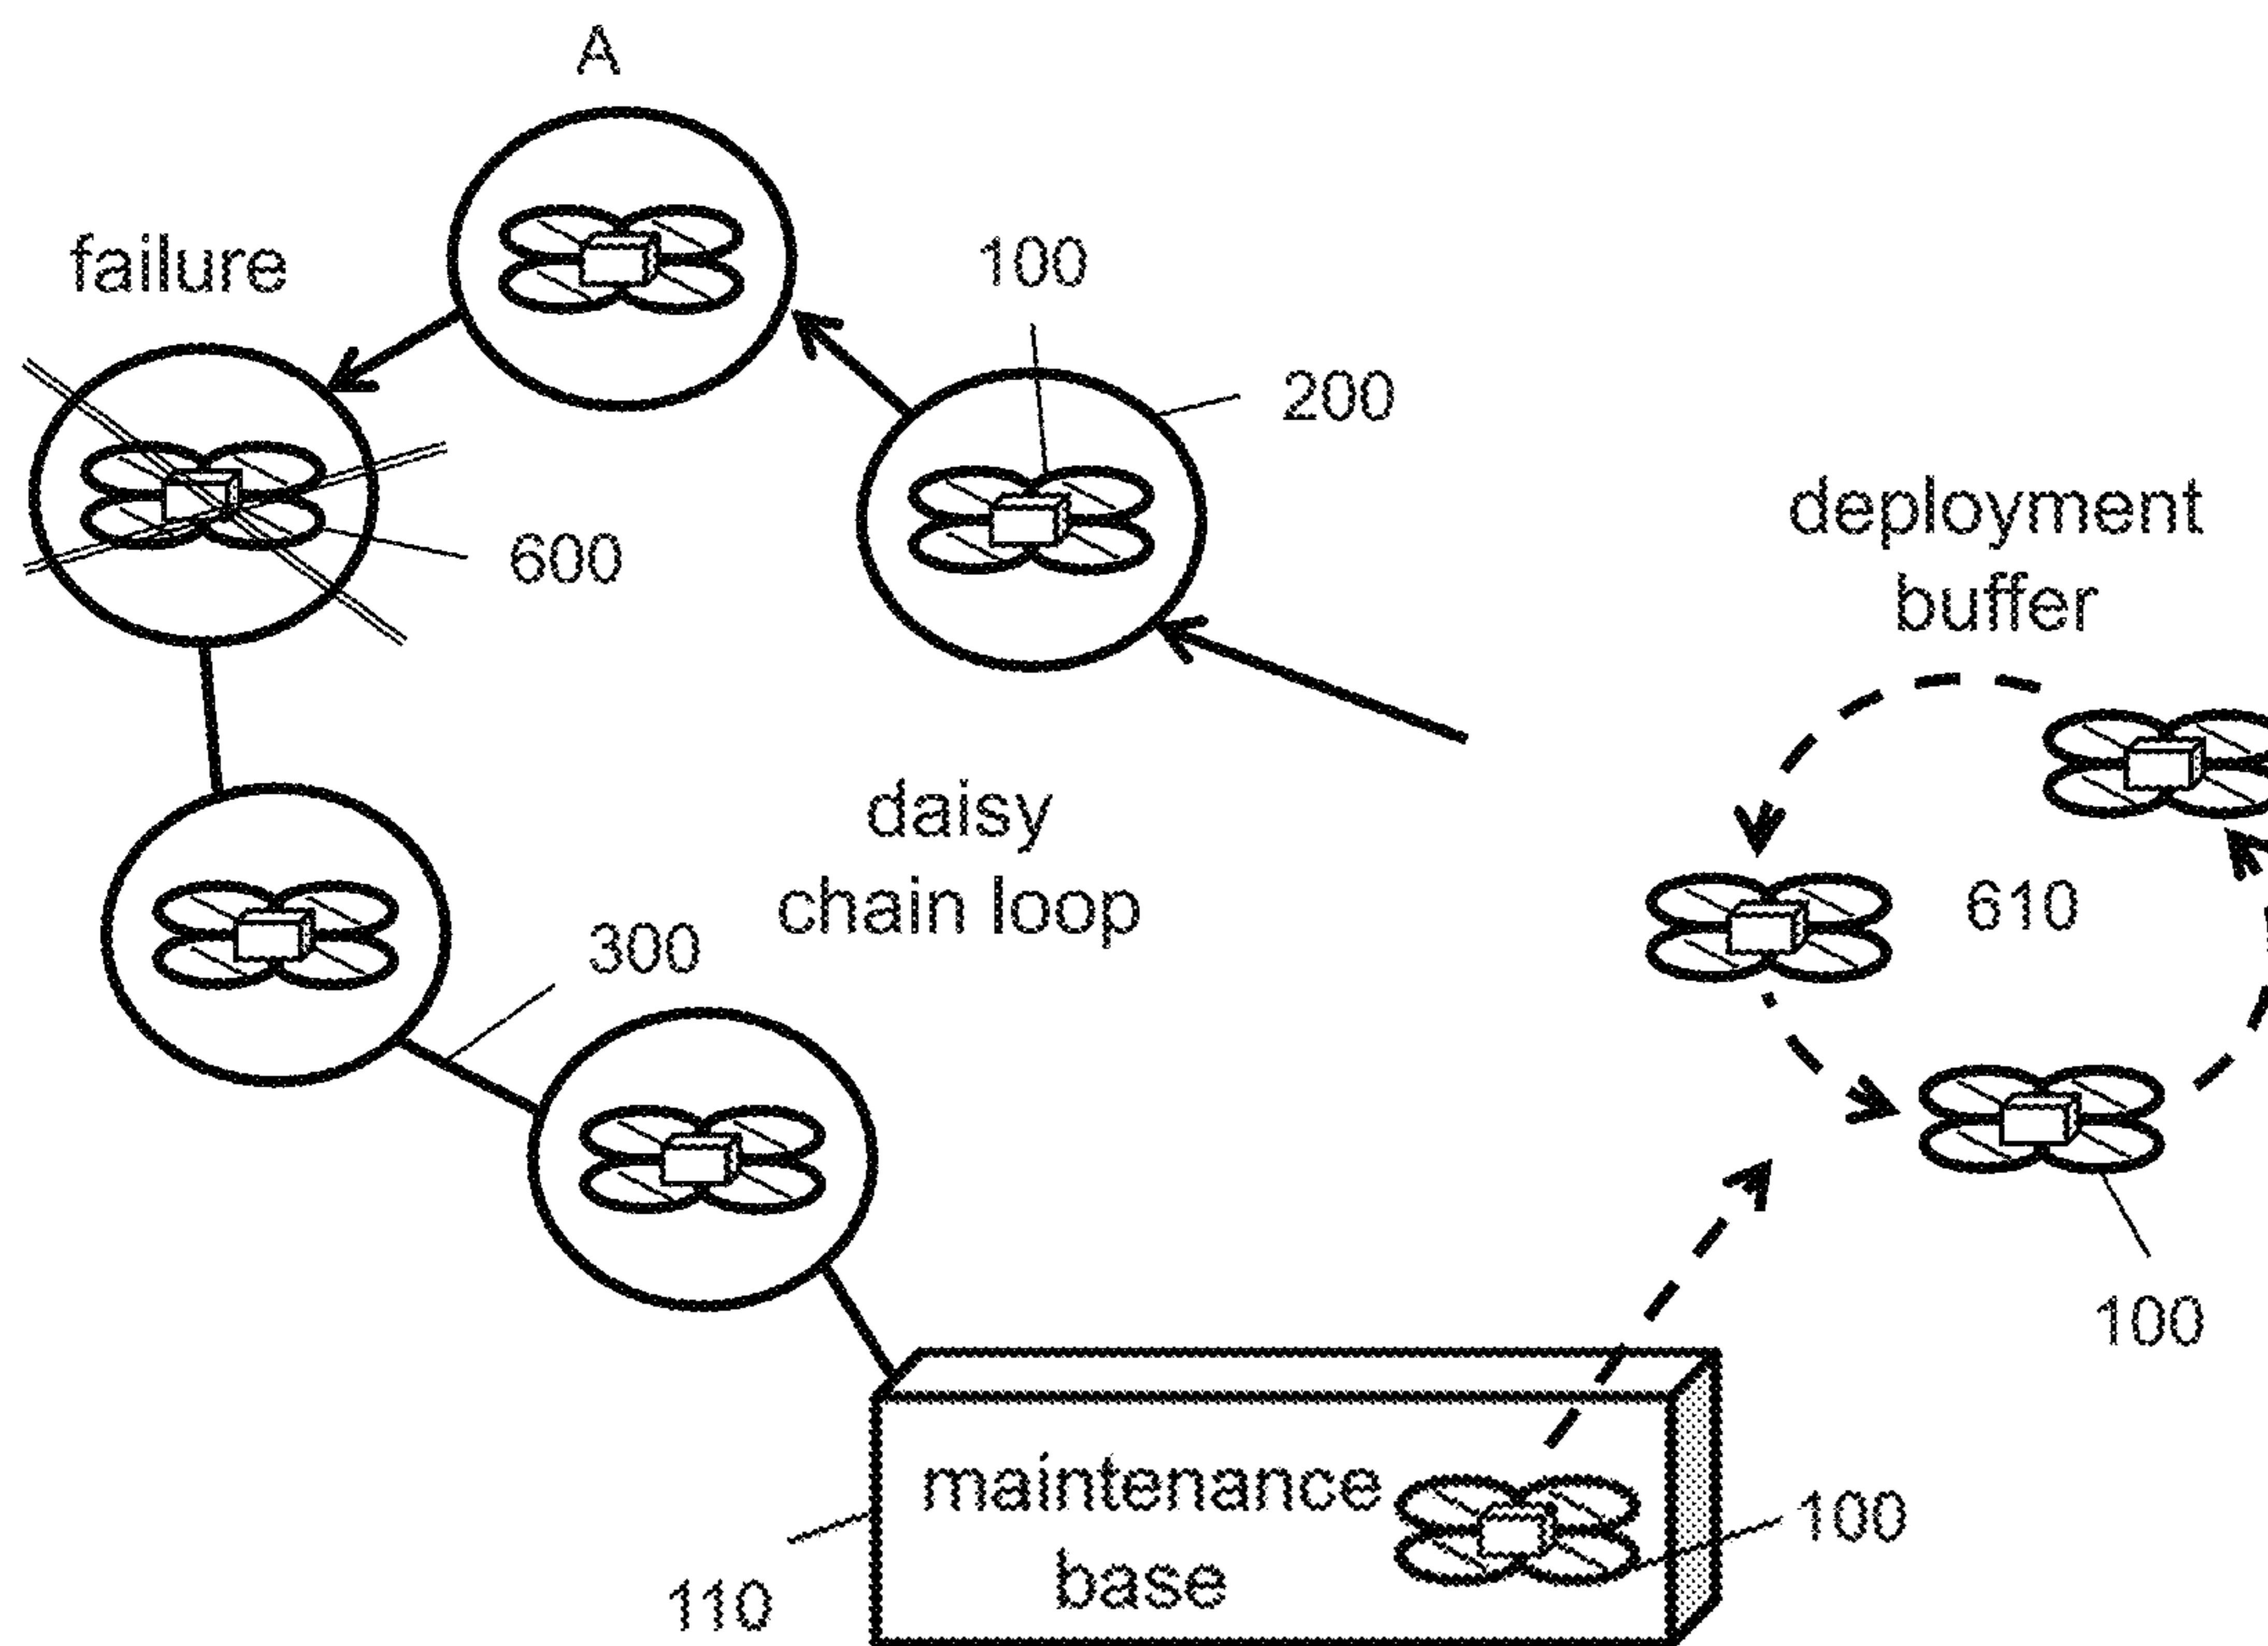 A
failure
100
200
600
deployment
buffer
daisy
chain loop
610
300
100
maintenance
base
100
110